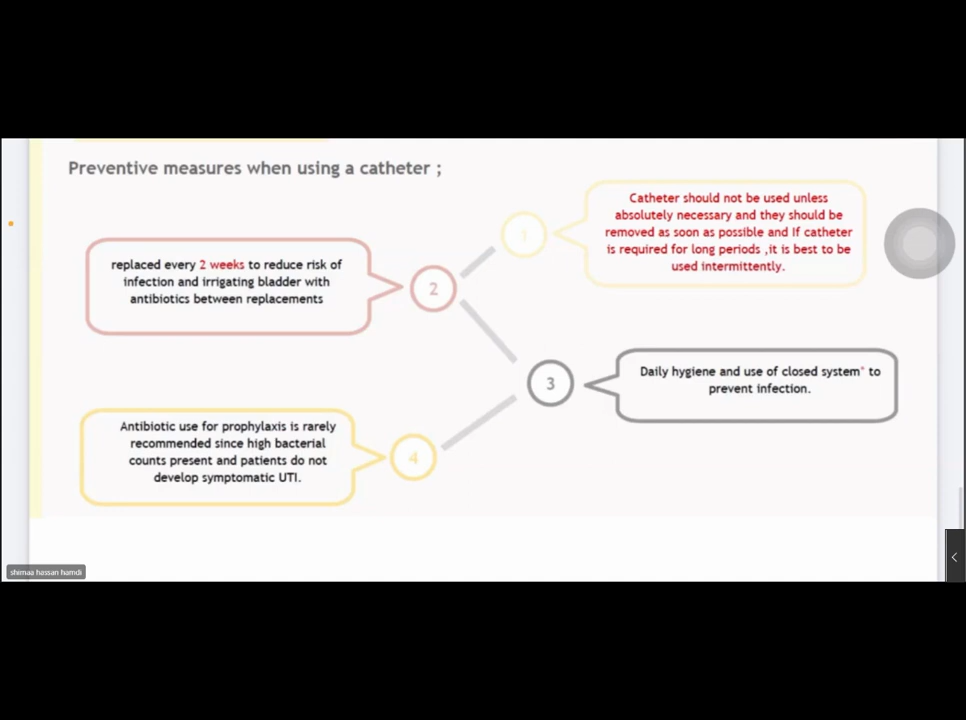 Preventive measures when using a catheter ;
1
Catheter should not be used unless
absolutely necessary and they should be
removed as soon as possible and If catheter
is required for long periods ,it is best to be
used intermittently.
replaced every 2 weeks to reduce risk of
infection and irrigating bladder with
antibiotics between replacements
2
3
Daily hygiene and use of closed system* to
prevent infection.
Antibiotic use for prophylaxis is rarely
recommended since high bacterial
counts present and patients do not
develop symptomatic UTI.
4
shimaa hassan hamdi